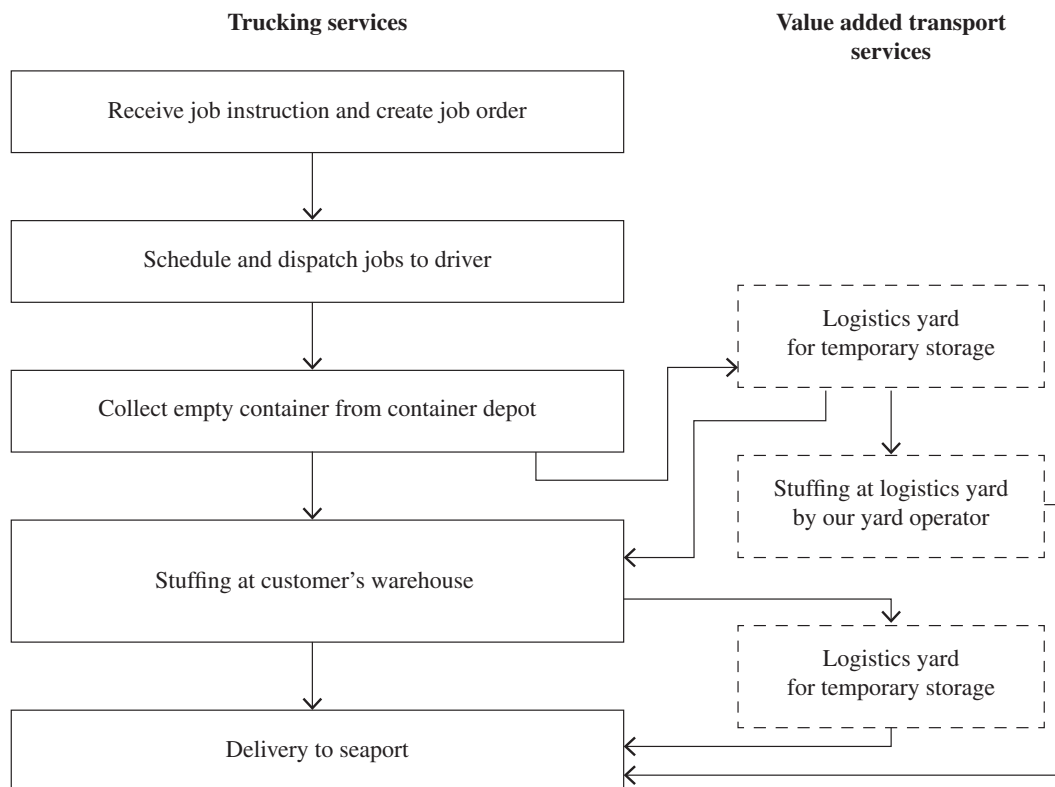 Trucking services
Value added transport
services
Receive job instruction and create job order
Schedule and dispatch jobs to driver
Logistics yard
for temporary storage
Collect empty container from container depot
Stuffing at logistics yard
by our yard operator
Stuffing at customer’s warehouse
Logistics yard
for temporary storage
Delivery to seaport